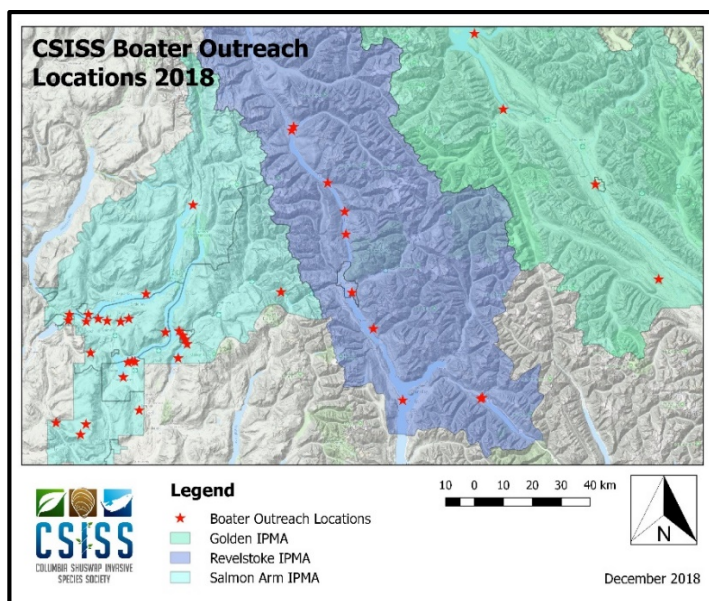 CSISS Boater Outreach
Locations 2018
CSISS
COLUMBIA SHUSWAP INVASIVE
SPECIES SOCIETY
Legend
Boater Outreach Locations
Golden IPMA
Revelstoke IPMA
Salmon Arm IPMA
10 0 10 20 30 40 km
N
December 2018